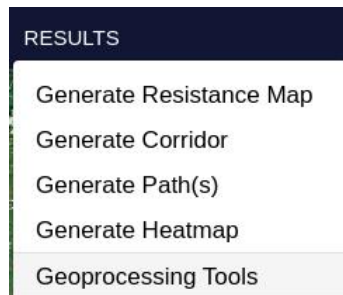 RESULTS
Generate Resistance Map
Generate Corridor
Generate Path(s)
Generate Heatmap
Geoprocessing Tools